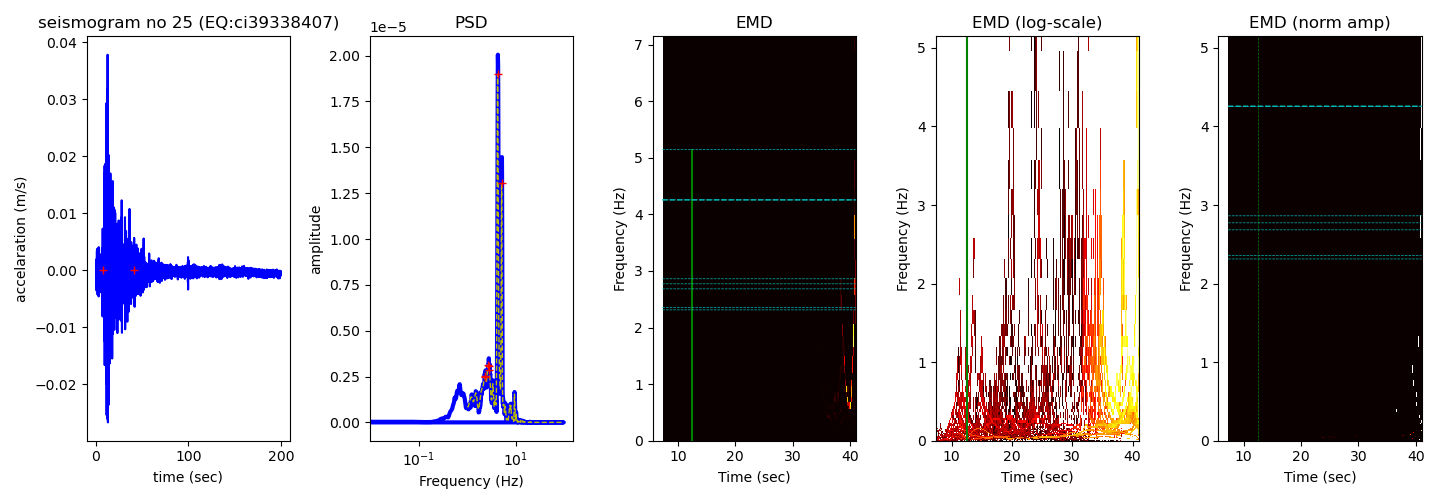 seismogram no 25 (EQ:ci39338407)
accelaration (m/s)
0.04
0.03
0.02
0.01
0.00
−0.01
−0.02
0 100 200
time (sec)
PSD
1e−5
amplitude
2.00
1.75
1.50
1.25
1.00
0.75
0.50
0.25
0.00
10⁻¹ 10¹
Frequency (Hz)
EMD
Frequency (Hz)
7
6
5
4
3
2
1
0
10 20 30 40
Time (sec)
EMD (log-scale)
Frequency (Hz)
5
4
3
2
1
0
10 20 30 40
Time (sec)
EMD (norm amp)
Frequency (Hz)
5
4
3
2
1
0
10 20 30 40
Time (sec)